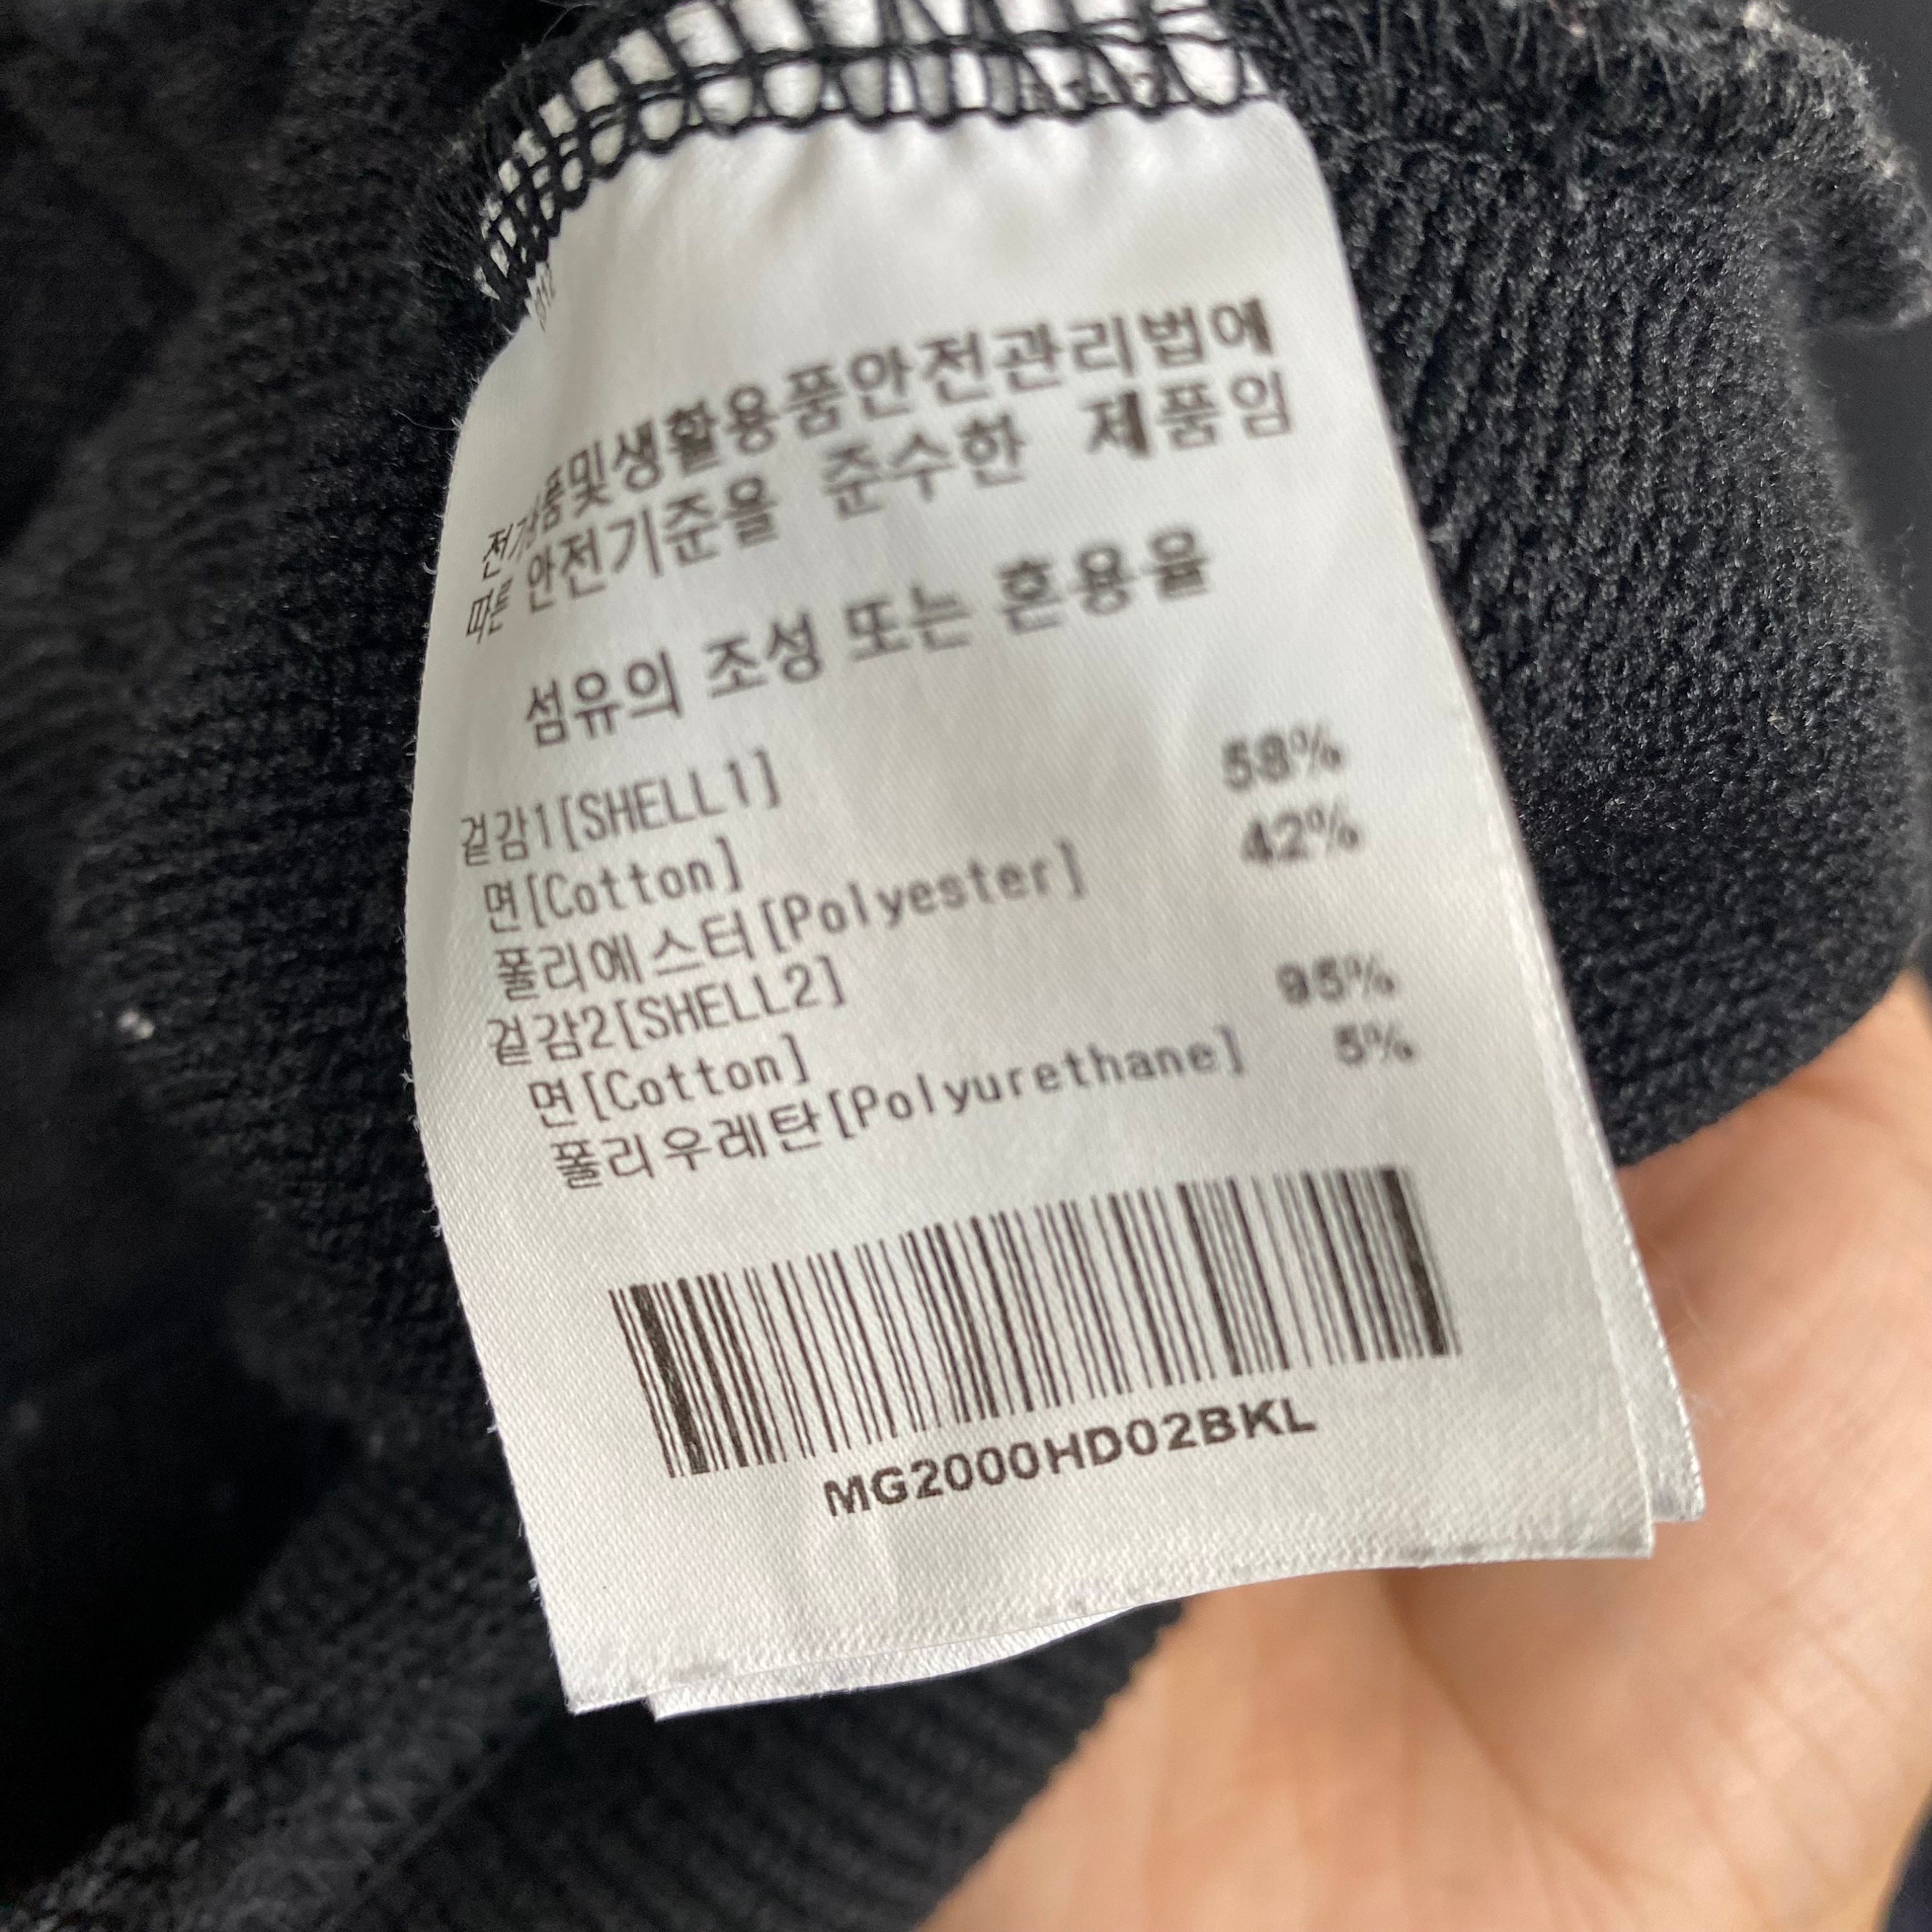 전기용품및생활용품안전관리법에
따른 안전기준을 준수한 제품임
섬유의 조성 또는 혼용율
겉감1[SHELL1]
면[Cotton] 58%
폴리에스터[Polyester] 42%
겉감2[SHELL2]
면[Cotton] 95%
폴리우레탄[Polyurethane] 5%
MG2000HD02BKL